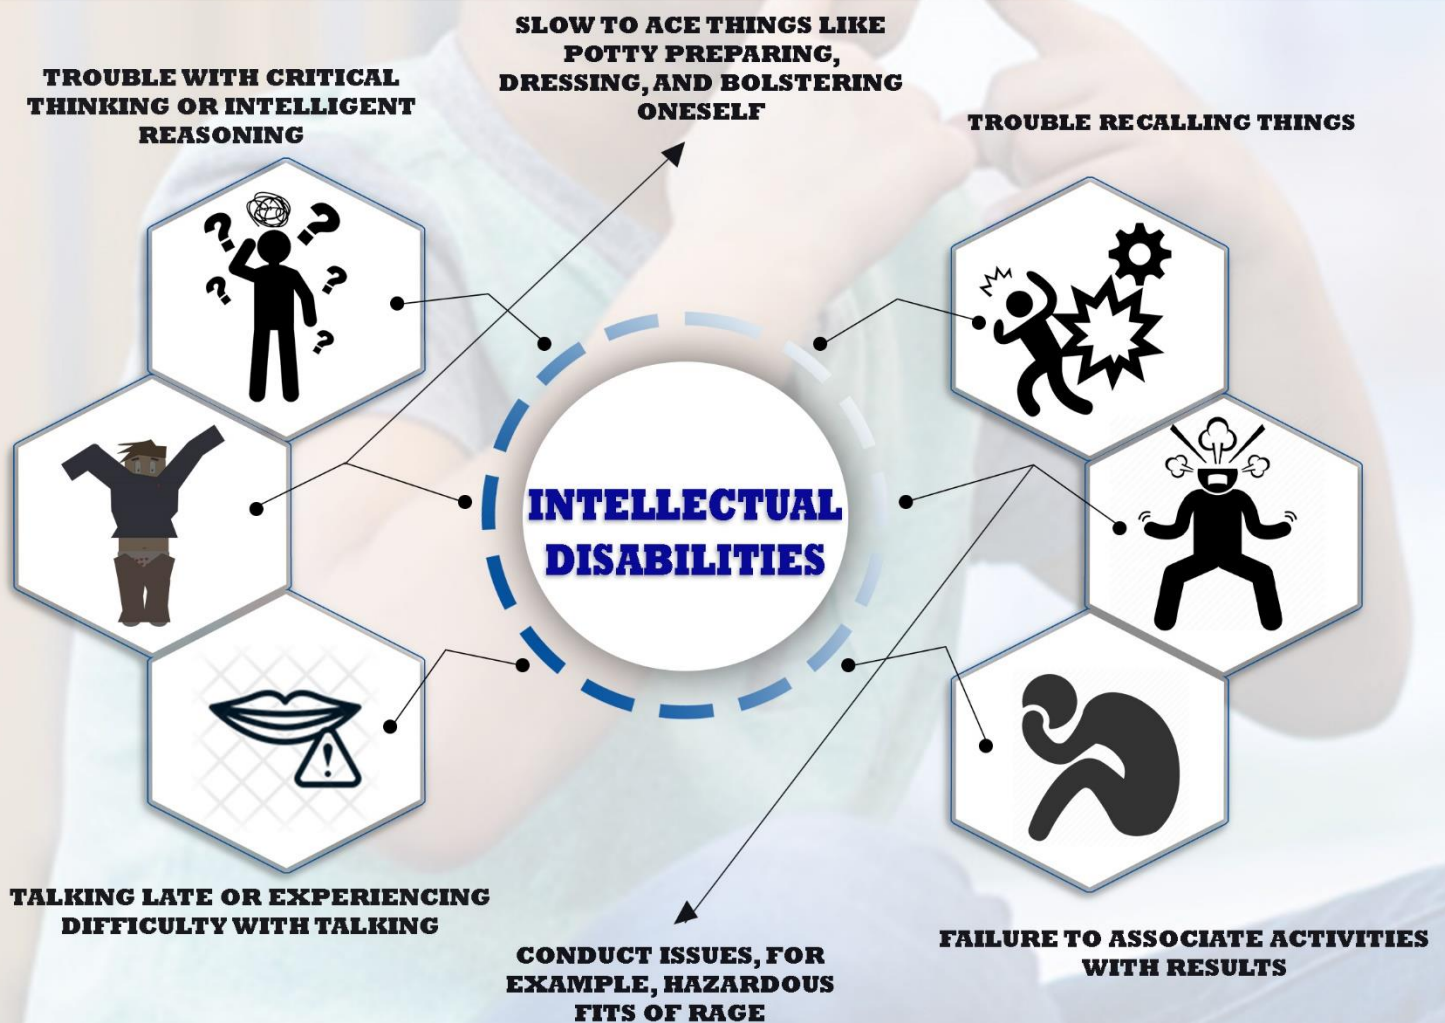 SLOW TO ACE THINGS LIKE
POTTY PREPARING,
DRESSING, AND BOLSTERING
ONESELF
TROUBLE WITH CRITICAL
THINKING OR INTELLIGENT
REASONING
TROUBLE RECALLING THINGS
INTELLECTUAL
DISABILITIES
TALKING LATE OR EXPERIENCING
DIFFICULTY WITH TALKING
CONDUCT ISSUES, FOR
EXAMPLE, HAZARDOUS
FITS OF RAGE
FAILURE TO ASSOCIATE ACTIVITIES
WITH RESULTS